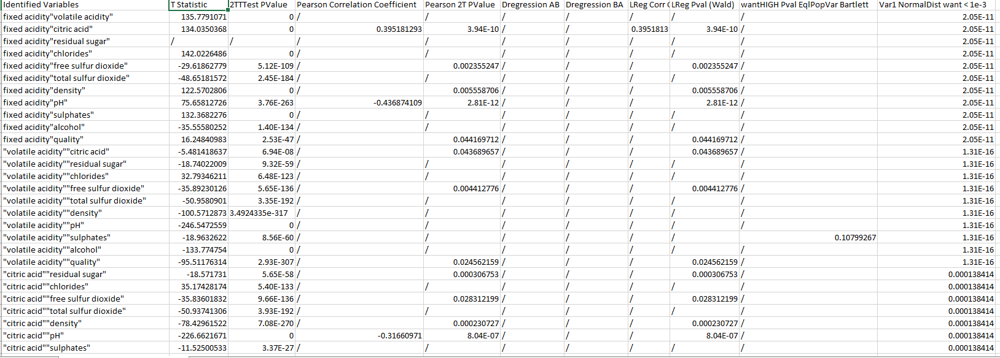 Identified Variables T Statistic 2TTTest PValue Pearson Correlation Coefficient Pearson 2T PValue Dregression AB Dregression BA LReg Corr LReg Pval (Wald) wantHIGH Pval EqlPopVar Bartlett Var1 NormalDist want < 1e-3
fixed acidity"volatile acidity" 135.7791071 0 / / / / / / / 2.05E-11
fixed acidity"citric acid" 134.0350368 0 0.395181293 3.94E-10 / / 0.3951813 3.94E-10 / 2.05E-11
fixed acidity"residual sugar" / / / / / / / / / 2.05E-11
fixed acidity"chlorides" 142.0226486 0 / / / / / / / 2.05E-11
fixed acidity"free sulfur dioxide" -29.61862779 5.12E-109 / 0.002355247 / / / 0.002355247 / 2.05E-11
fixed acidity"total sulfur dioxide" -48.65181572 2.45E-184 / / / / / / / 2.05E-11
fixed acidity"density" 122.5702806 0 / 0.005558706 / / / 0.005558706 / 2.05E-11
fixed acidity"pH" 75.65812726 3.76E-263 -0.436874109 2.81E-12 / / / 2.81E-12 / 2.05E-11
fixed acidity"sulphates" 132.3682276 0 / / / / / / / 2.05E-11
fixed acidity"alcohol" -35.55580252 1.40E-134 / / / / / / / 2.05E-11
fixed acidity"quality" 16.24840983 2.53E-47 / 0.044169712 / / / 0.044169712 / 2.05E-11
"volatile acidity""citric acid" -5.481418637 6.94E-08 / 0.043689657 / / / 0.043689657 / 1.31E-16
"volatile acidity""residual sugar" -18.74022009 9.32E-59 / / / / / / / 1.31E-16
"volatile acidity""chlorides" 32.79346211 6.48E-123 / / / / / / / 1.31E-16
"volatile acidity""free sulfur dioxide" -35.89230126 5.65E-136 / 0.004412776 / / / 0.004412776 / 1.31E-16
"volatile acidity""total sulfur dioxide" -50.9580901 3.35E-192 / / / / / / / 1.31E-16
"volatile acidity""density" -100.5712873 3.4924335e-317 / / / / / / / 1.31E-16
"volatile acidity""pH" -246.5472559 0 / / / / / / / 1.31E-16
"volatile acidity""sulphates" -18.9632622 8.56E-60 / / / / / / 0.10799267 1.31E-16
"volatile acidity""alcohol" -133.774754 0 / / / / / / / 1.31E-16
"volatile acidity""quality" -95.51176314 2.93E-307 / 0.024562159 / / / 0.024562159 / 1.31E-16
"citric acid""residual sugar" -18.571731 5.65E-58 / 0.000306753 / / / 0.000306753 / 0.000138414
"citric acid""chlorides" 35.17428174 5.40E-133 / / / / / / / 0.000138414
"citric acid""free sulfur dioxide" -35.83601832 9.66E-136 / 0.028312199 / / / 0.028312199 / 0.000138414
"citric acid""total sulfur dioxide" -50.93741306 3.93E-192 / / / / / / / 0.000138414
"citric acid""density" -78.42961522 7.08E-270 / 0.000230727 / / / 0.000230727 / 0.000138414
"citric acid""pH" -226.6621671 0 -0.31660971 8.04E-07 / / / 8.04E-07 / 0.000138414
"citric acid""sulphates" -11.52500533 3.37E-27 / / / / / / / 0.000138414